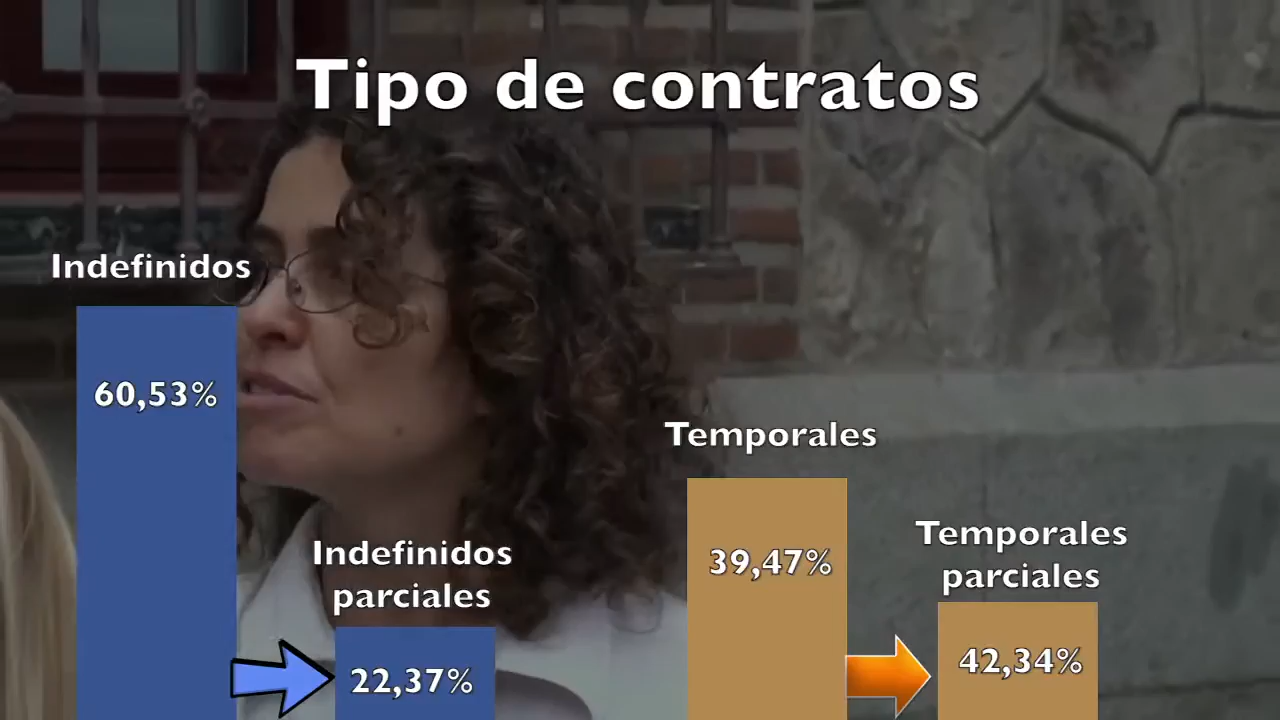 Tipo de contratos
Indefinidos
60,53%
Indefinidos
parciales
22,37%
Temporales
39,47%
Temporales
parciales
42,34%